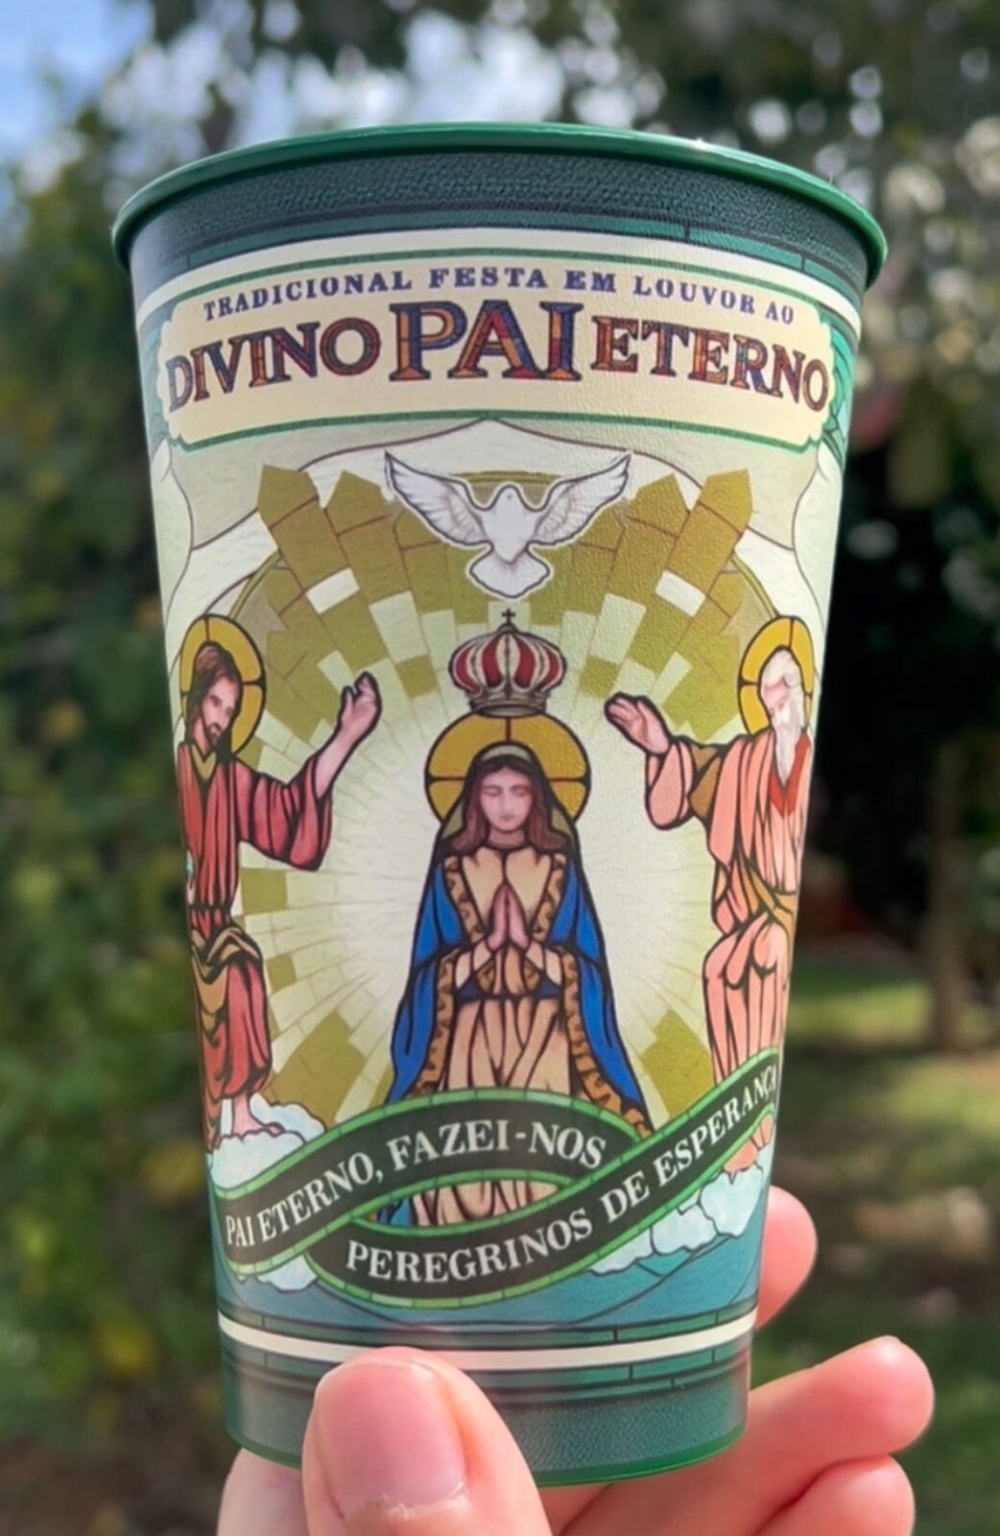 TRADICIONAL FESTA EM LOUVOR AO
DIVINO PAI ETERNO
PAI ETERNO, FAZEI-NOS
PEREGRINOS DE ESPERANÇA